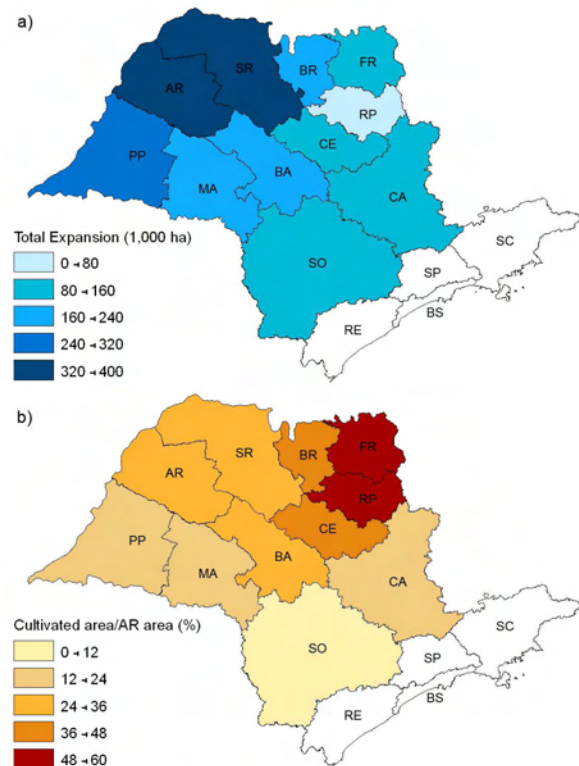 a)
SR
BR
FR
AR
RP
PP
CE
MA
BA
CA
SC
SO
SP
BS
RE
Total Expansion (1,000 ha)
0 ⊣ 80
80 ⊣ 160
160 ⊣ 240
240 ⊣ 320
320 ⊣ 400
b)
FR
BR
SR
AR
RP
CE
PP
BA
MA
CA
SC
SO
SP
BS
RE
Cultivated area/AR area (%)
0 ⊣ 12
12 ⊣ 24
24 ⊣ 36
36 ⊣ 48
48 ⊣ 60